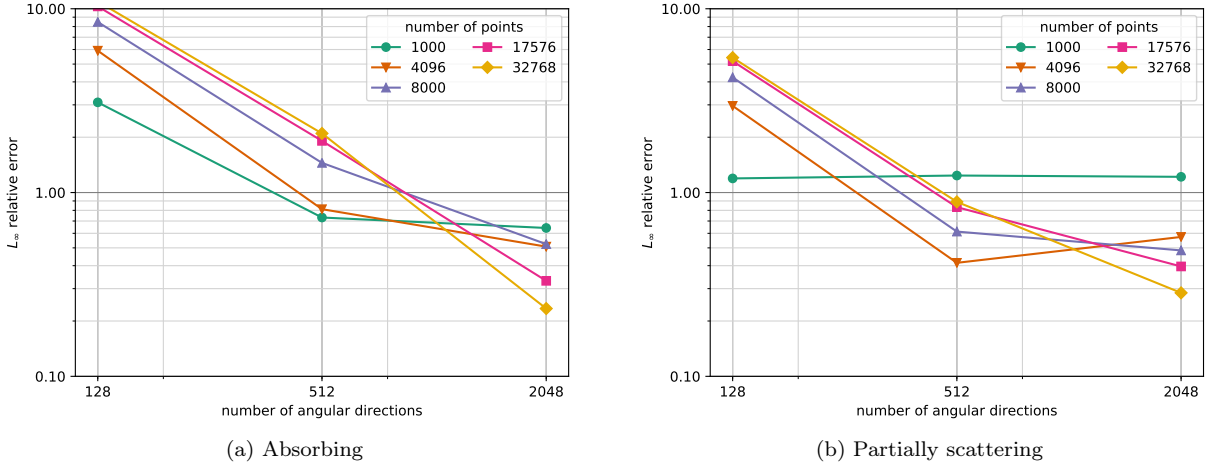 10.00
1.00
0.10
L∞ relative error
number of points
1000
4096
8000
17576
32768
128
512
2048
number of angular directions
(a) Absorbing
10.00
1.00
0.10
L∞ relative error
number of points
1000
4096
8000
17576
32768
128
512
2048
number of angular directions
(b) Partially scattering